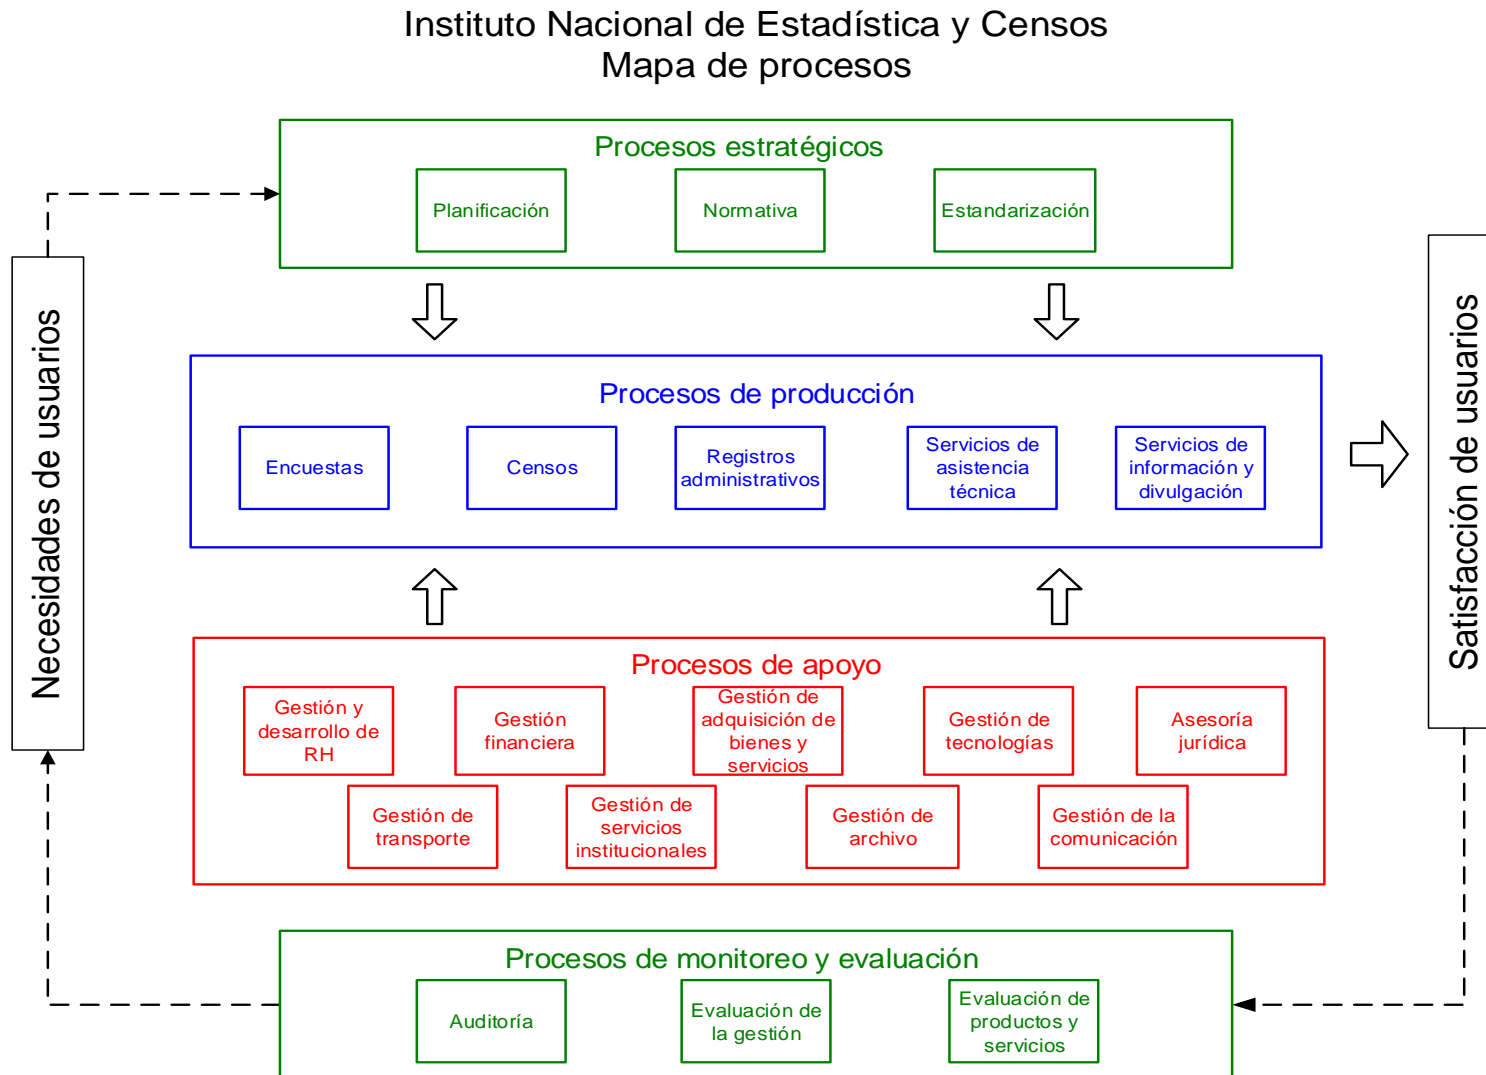 Instituto Nacional de Estadística y Censos
Mapa de procesos
Procesos estratégicos
Planificación
Normativa
Estandarización
Necesidades de usuarios
Satisfacción de usuarios
Procesos de producción
Encuestas
Censos
Registros
administrativos
Servicios de
asistencia
técnica
Servicios de
información y
divulgación
Procesos de apoyo
Gestión y
desarrollo de
RH
Gestión
financiera
Gestión de
adquisición de
bienes y
servicios
Gestión de
tecnologías
Asesoría
jurídica
Gestión de
transporte
Gestión de
servicios
institucionales
Gestión de
archivo
Gestión de la
comunicación
Procesos de monitoreo y evaluación
Auditoría
Evaluación de
la gestión
Evaluación de
productos y
servicios